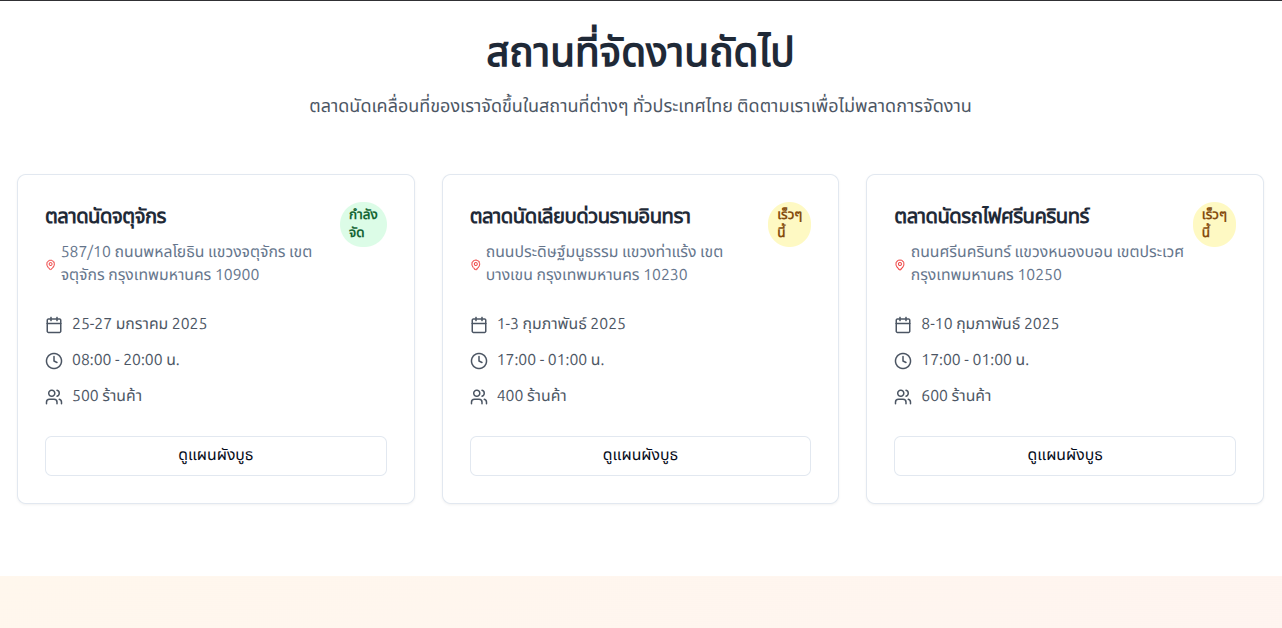 สถานที่จัดงานถัดไป
ตลาดนัดเคลื่อนที่ของเราจัดขึ้นในสถานที่ต่างๆ ทั่วประเทศไทย ติดตามเราเพื่อไม่พลาดการจัดงาน
ตลาดนัดจตุจักร
กำลัง
จัด
587/10 ถนนพหลโยธิน แขวงจตุจักร เขต
จตุจักร กรุงเทพมหานคร 10900
25-27 มกราคม 2025
08:00 - 20:00 น.
500 ร้านค้า
ดูแผนผังบูธ
ตลาดนัดเลียบด่วนรามอินทรา
เร็วๆ
นี้
ถนนประดิษฐ์มนูธรรม แขวงท่าแร้ง เขต
บางเขน กรุงเทพมหานคร 10230
1-3 กุมภาพันธ์ 2025
17:00 - 01:00 น.
400 ร้านค้า
ดูแผนผังบูธ
ตลาดนัดรถไฟศรีนครินทร์
เร็วๆ
นี้
ถนนศรีนครินทร์ แขวงหนองบอน เขตประเวศ
กรุงเทพมหานคร 10250
8-10 กุมภาพันธ์ 2025
17:00 - 01:00 น.
600 ร้านค้า
ดูแผนผังบูธ